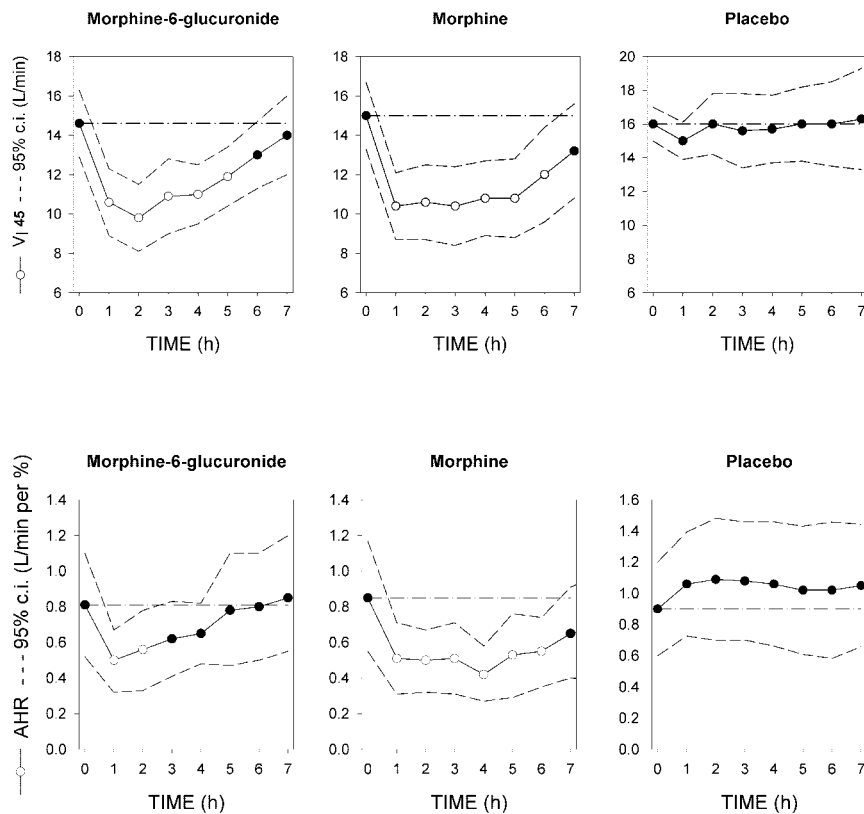 Morphine-6-glucuronide
Morphine
Placebo
VI 45 --- 95% c.i. (L/min)
18
16
14
12
10
8
6
0 1 2 3 4 5 6 7
TIME (h)
18
16
14
12
10
8
6
0 1 2 3 4 5 6 7
TIME (h)
20
18
16
14
12
10
8
6
0 1 2 3 4 5 6 7
TIME (h)
Morphine-6-glucuronide
Morphine
Placebo
AHR --- 95% c.i. (L/min per %)
1.4
1.2
1.0
0.8
0.6
0.4
0.2
0.0
0 1 2 3 4 5 6 7
TIME (h)
1.4
1.2
1.0
0.8
0.6
0.4
0.2
0.0
0 1 2 3 4 5 6 7
TIME (h)
1.6
1.4
1.2
1.0
0.8
0.6
0.4
0.2
0.0
0 1 2 3 4 5 6 7
TIME (h)